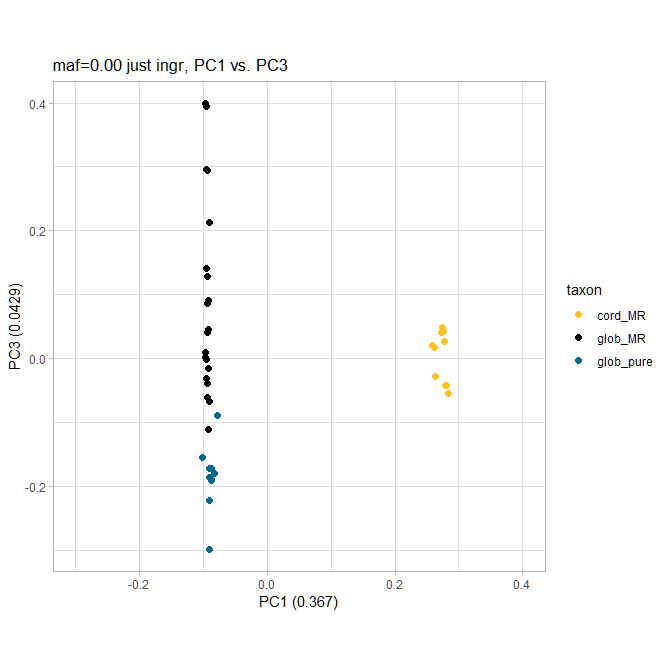 maf=0.00 just ingr, PC1 vs. PC3
0.4
0.2
0.0
-0.2
PC3 (0.0429)
-0.2
0.0
0.2
0.4
PC1 (0.367)
taxon
cord_MR
glob_MR
glob_pure